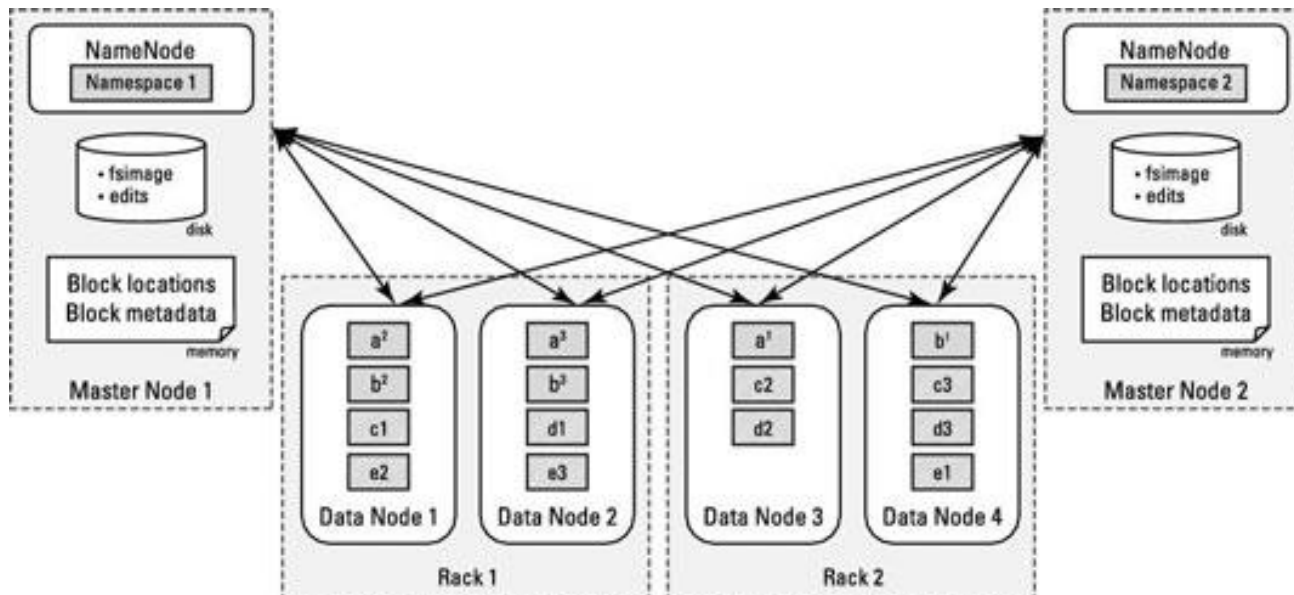 NameNode
Namespace 1
• fsimage
• edits
disk
Block locations
Block metadata
memory
Master Node 1
NameNode
Namespace 2
• fsimage
• edits
disk
Block locations
Block metadata
memory
Master Node 2
a²
b²
c1
e2
Data Node 1
a³
b³
d1
e3
Data Node 2
Rack 1
a¹
c2
d2
Data Node 3
b¹
c3
d3
e1
Data Node 4
Rack 2